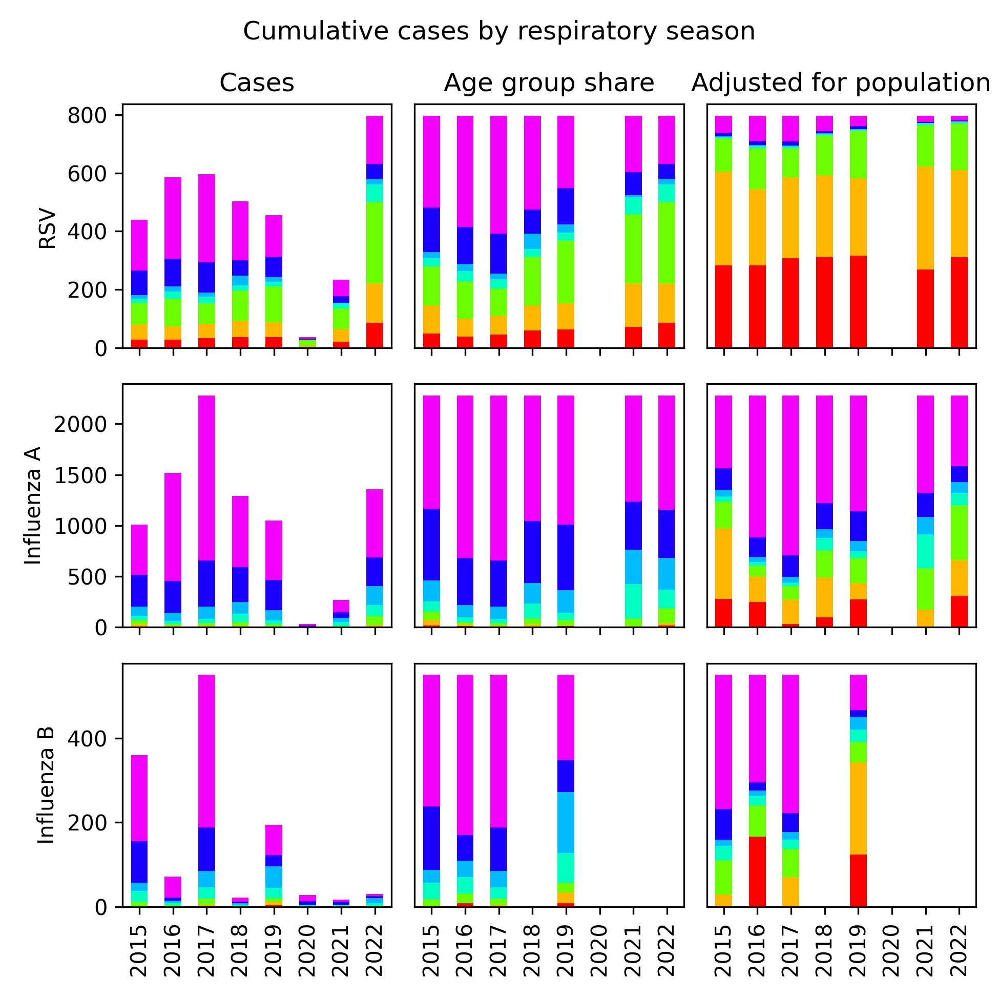 Cumulative cases by respiratory season
Cases Age group share Adjusted for population
RSV
800
600
400
200
0
Influenza A
2000
1500
1000
500
0
Influenza B
400
200
0
2015 2016 2017 2018 2019 2020 2021 2022
2015 2016 2017 2018 2019 2020 2021 2022
2015 2016 2017 2018 2019 2020 2021 2022